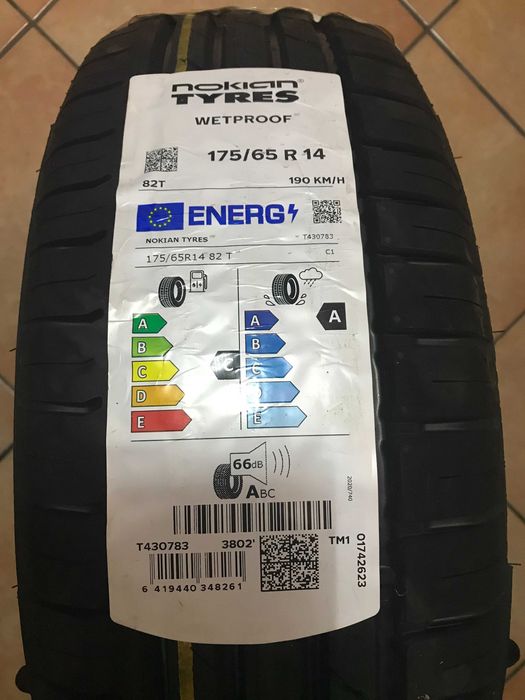 nokian
TYRES
WETPROOF
175/65 R 14
82T 190 KM/H
ENERG
NOKIAN TYRES T430783
175/65R14 82 T C1
A A A
B B
C C C
D D
E E
66dB
ABC
2020/740
T430783 3802' TM1
6 419440 348261
01742623